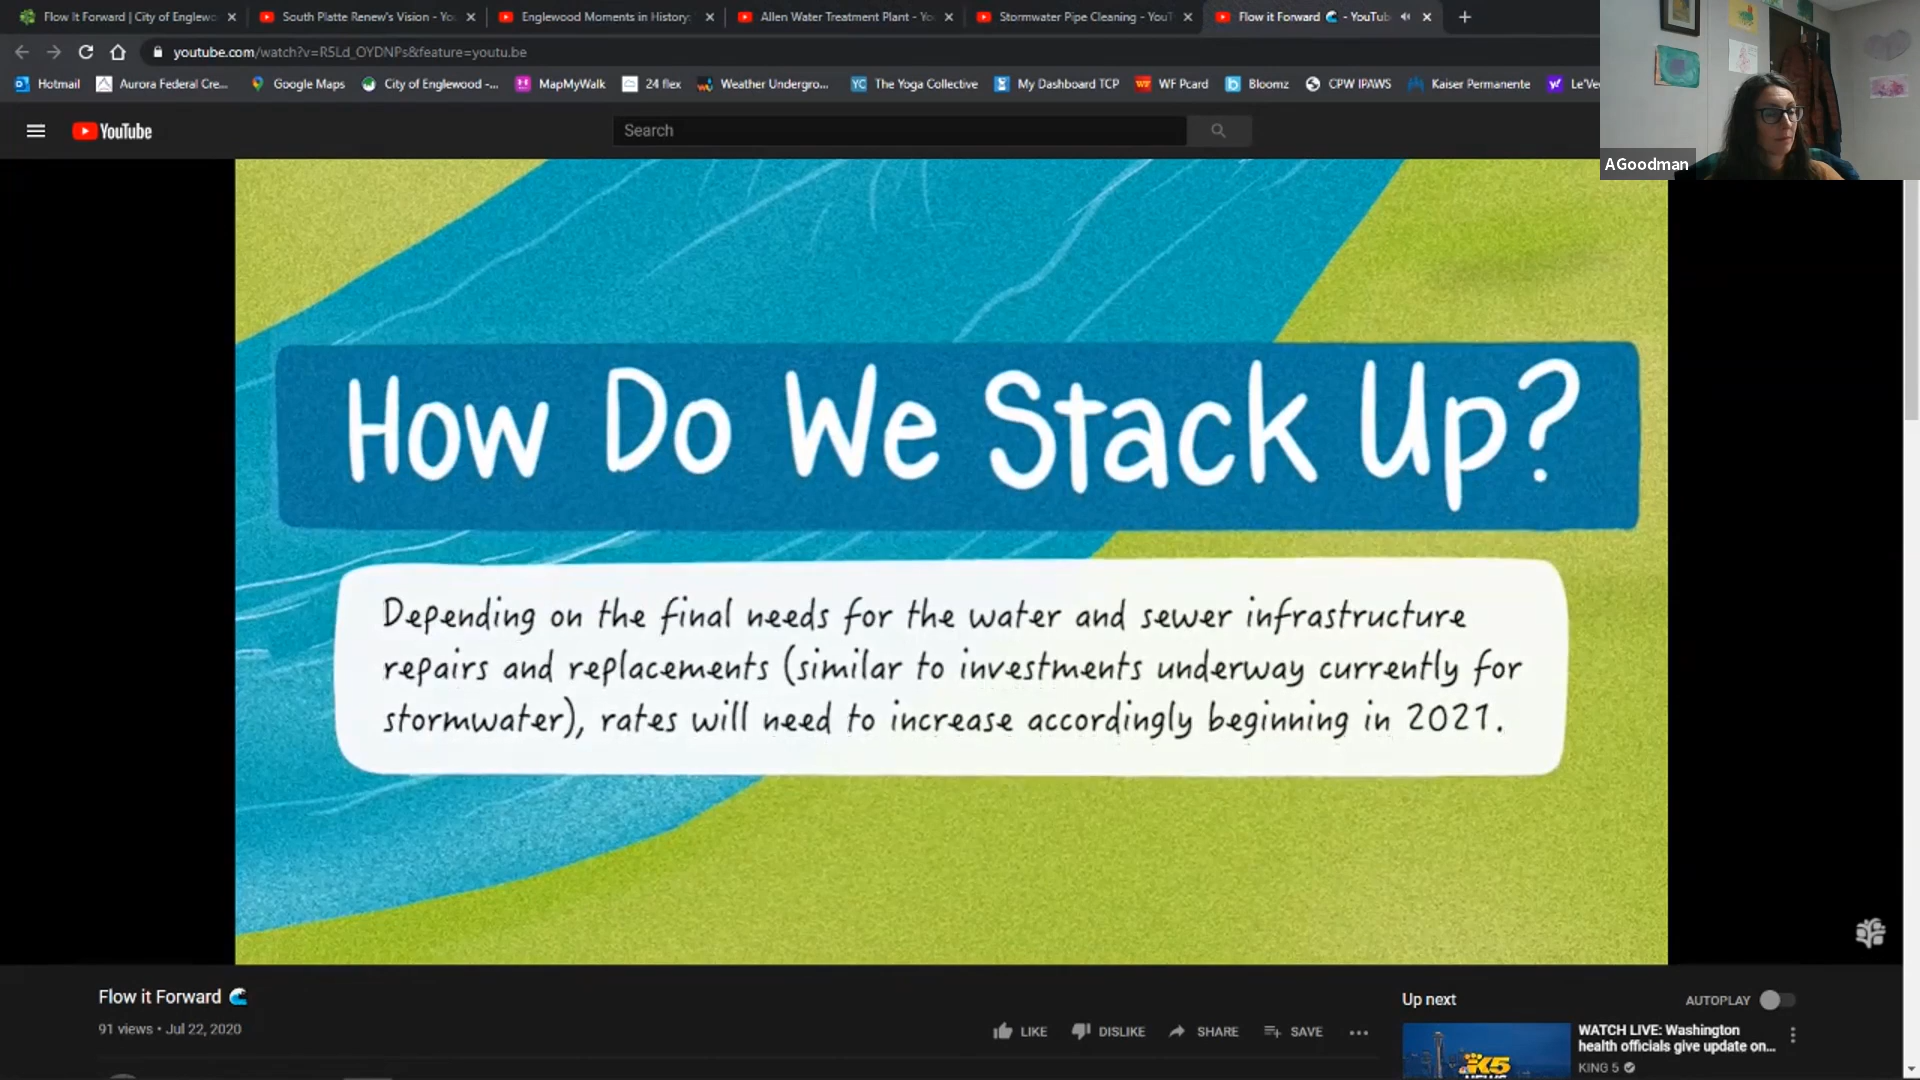 Flow It Forward | City of Englewo
South Platte Renew's Vision - Yo
Englewood Moments in History:
Allen Water Treatment Plant - Yo
Stormwater Pipe Cleaning - YouT
Flow it Forward 🌊 - YouTub
youtube.com/watch?v=R5Ld_OYDNPs&feature=youtu.be
Hotmail
Aurora Federal Cre...
Google Maps
City of Englewood -...
MapMyWalk
24 flex
Weather Undergro...
The Yoga Collective
My Dashboard TCP
WF Pcard
Bloomz
CPW IPAWS
Kaiser Permanente
Le'Ve
AGoodman
YouTube
Search
How Do We Stack Up?
Depending on the final needs for the water and sewer infrastructure
repairs and replacements (similar to investments underway currently for
stormwater), rates will need to increase accordingly beginning in 2021.
Flow it Forward 🌊
91 views • Jul 22, 2020
LIKE
DISLIKE
SHARE
SAVE
Up next
AUTOPLAY
WATCH LIVE: Washington
health officials give update on...
KING 5